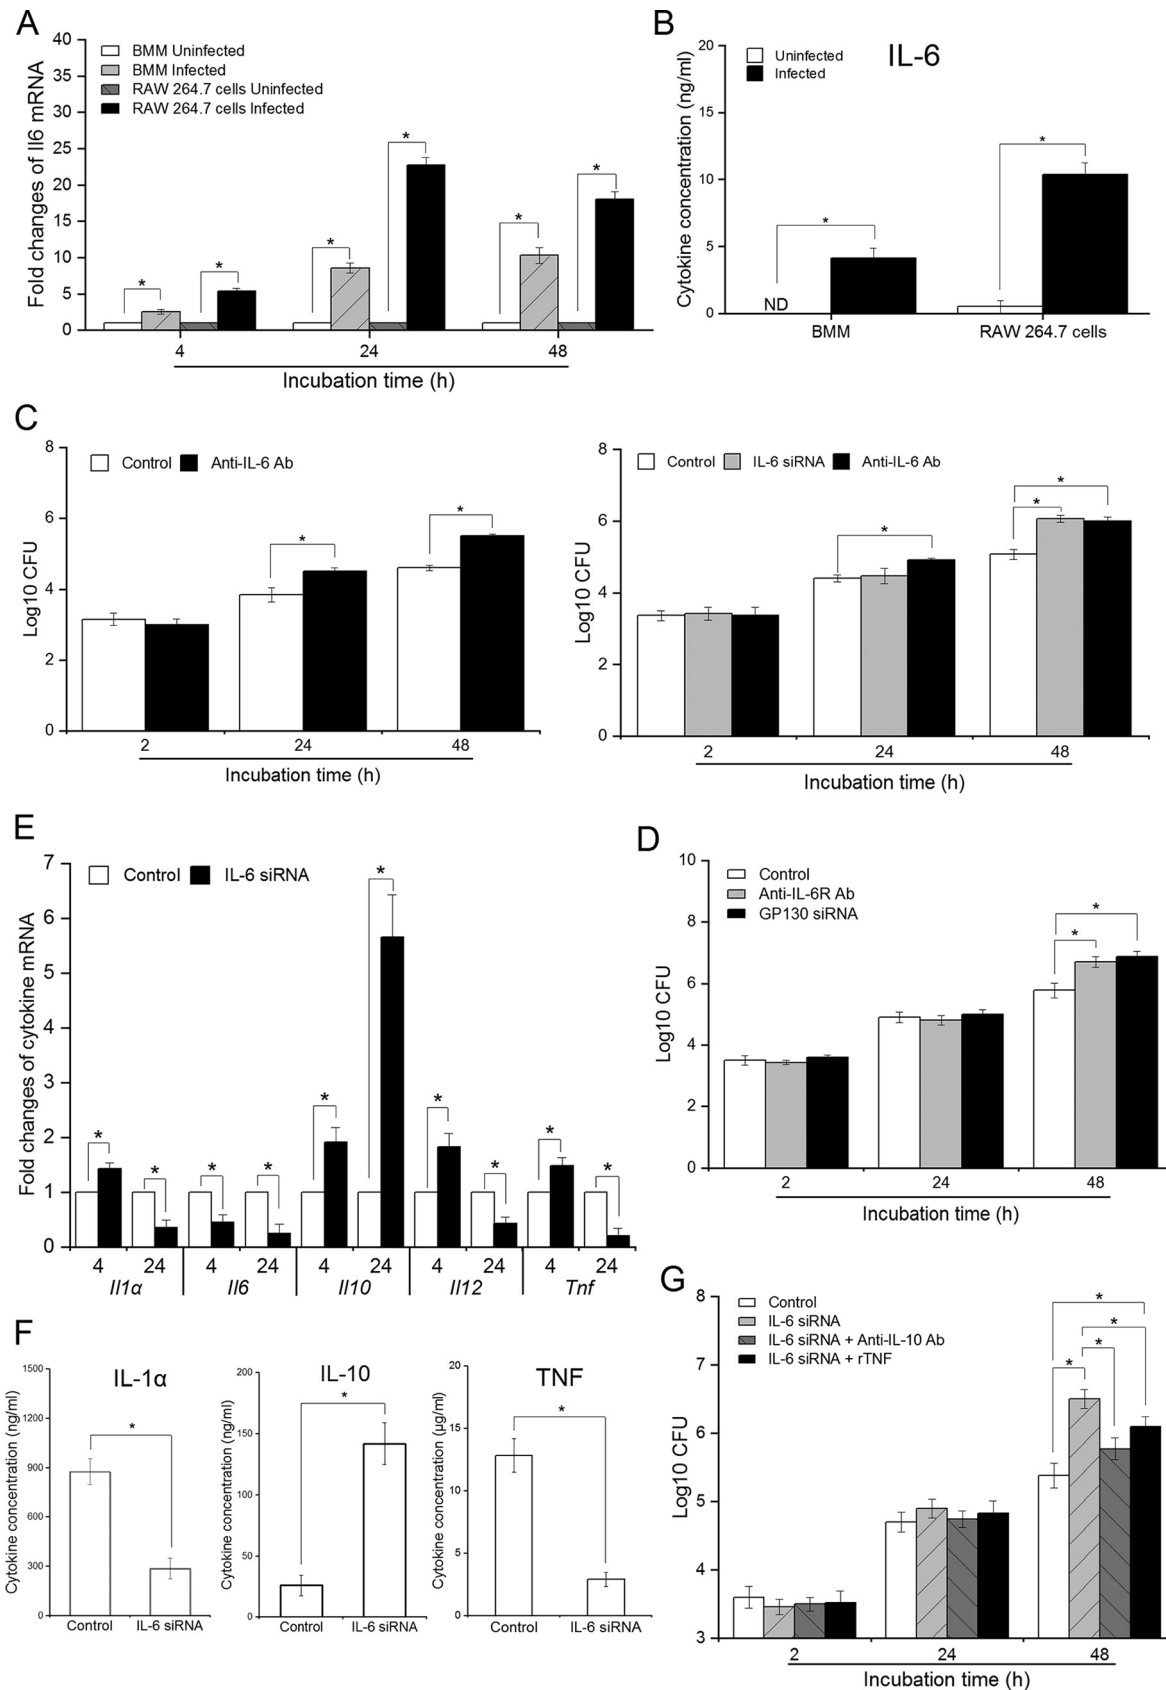 A
Fold changes of Il6 mRNA
40
35
30
25
20
15
10
5
0
BMM Uninfected
BMM Infected
RAW 264.7 cells Uninfected
RAW 264.7 cells Infected
* * * * * *
4 24 48
Incubation time (h)
B
IL-6
Cytokine concentration (ng/ml)
20
15
10
5
0
Uninfected
Infected
* *
ND
BMM RAW 264.7 cells
C
Log10 CFU
8
6
4
2
0
Control Anti-IL-6 Ab
* *
2 24 48
Incubation time (h)
Log10 CFU
8
6
4
2
0
Control IL-6 siRNA Anti-IL-6 Ab
* * *
2 24 48
Incubation time (h)
E
Fold changes of cytokine mRNA
7
6
5
4
3
2
1
0
Control IL-6 siRNA
* * * * * * * * * *
4 24 4 24 4 24 4 24 4 24
Il1α Il6 Il10 Il12 Tnf
D
Log10 CFU
10
8
6
4
2
0
Control
Anti-IL-6R Ab
GP130 siRNA
* *
2 24 48
Incubation time (h)
F
IL-1α
Cytokine concentration (ng/ml)
1500
1200
900
600
300
0
*
Control IL-6 siRNA
IL-10
Cytokine concentration (ng/ml)
200
150
100
50
0
*
Control IL-6 siRNA
TNF
Cytokine concentration (µg/ml)
20
15
10
5
0
*
Control IL-6 siRNA
G
Log10 CFU
8
7
6
5
4
3
Control
IL-6 siRNA
IL-6 siRNA + Anti-IL-10 Ab
IL-6 siRNA + rTNF
* * * *
2 24 48
Incubation time (h)